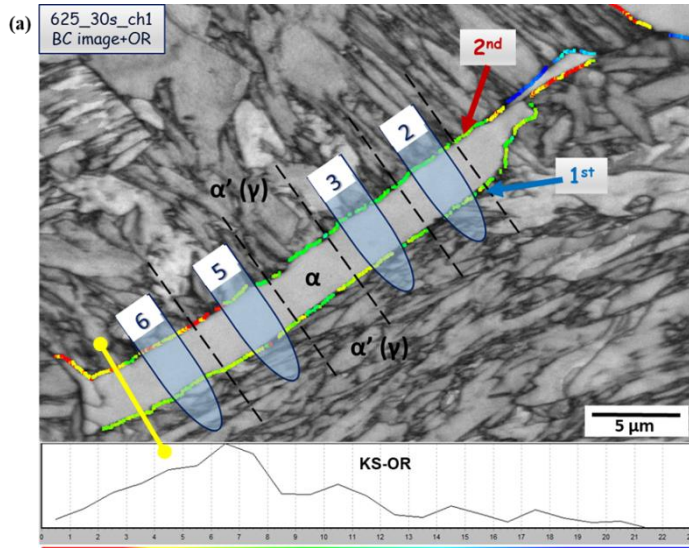 (a)
625_30s_ch1
BC image+OR
2nd
1st
2
3
5
6
α' (γ)
α
α' (γ)
5 µm
KS-OR
0 1 2 3 4 5 6 7 8 9 10 11 12 13 14 15 16 17 18 19 20 21 22